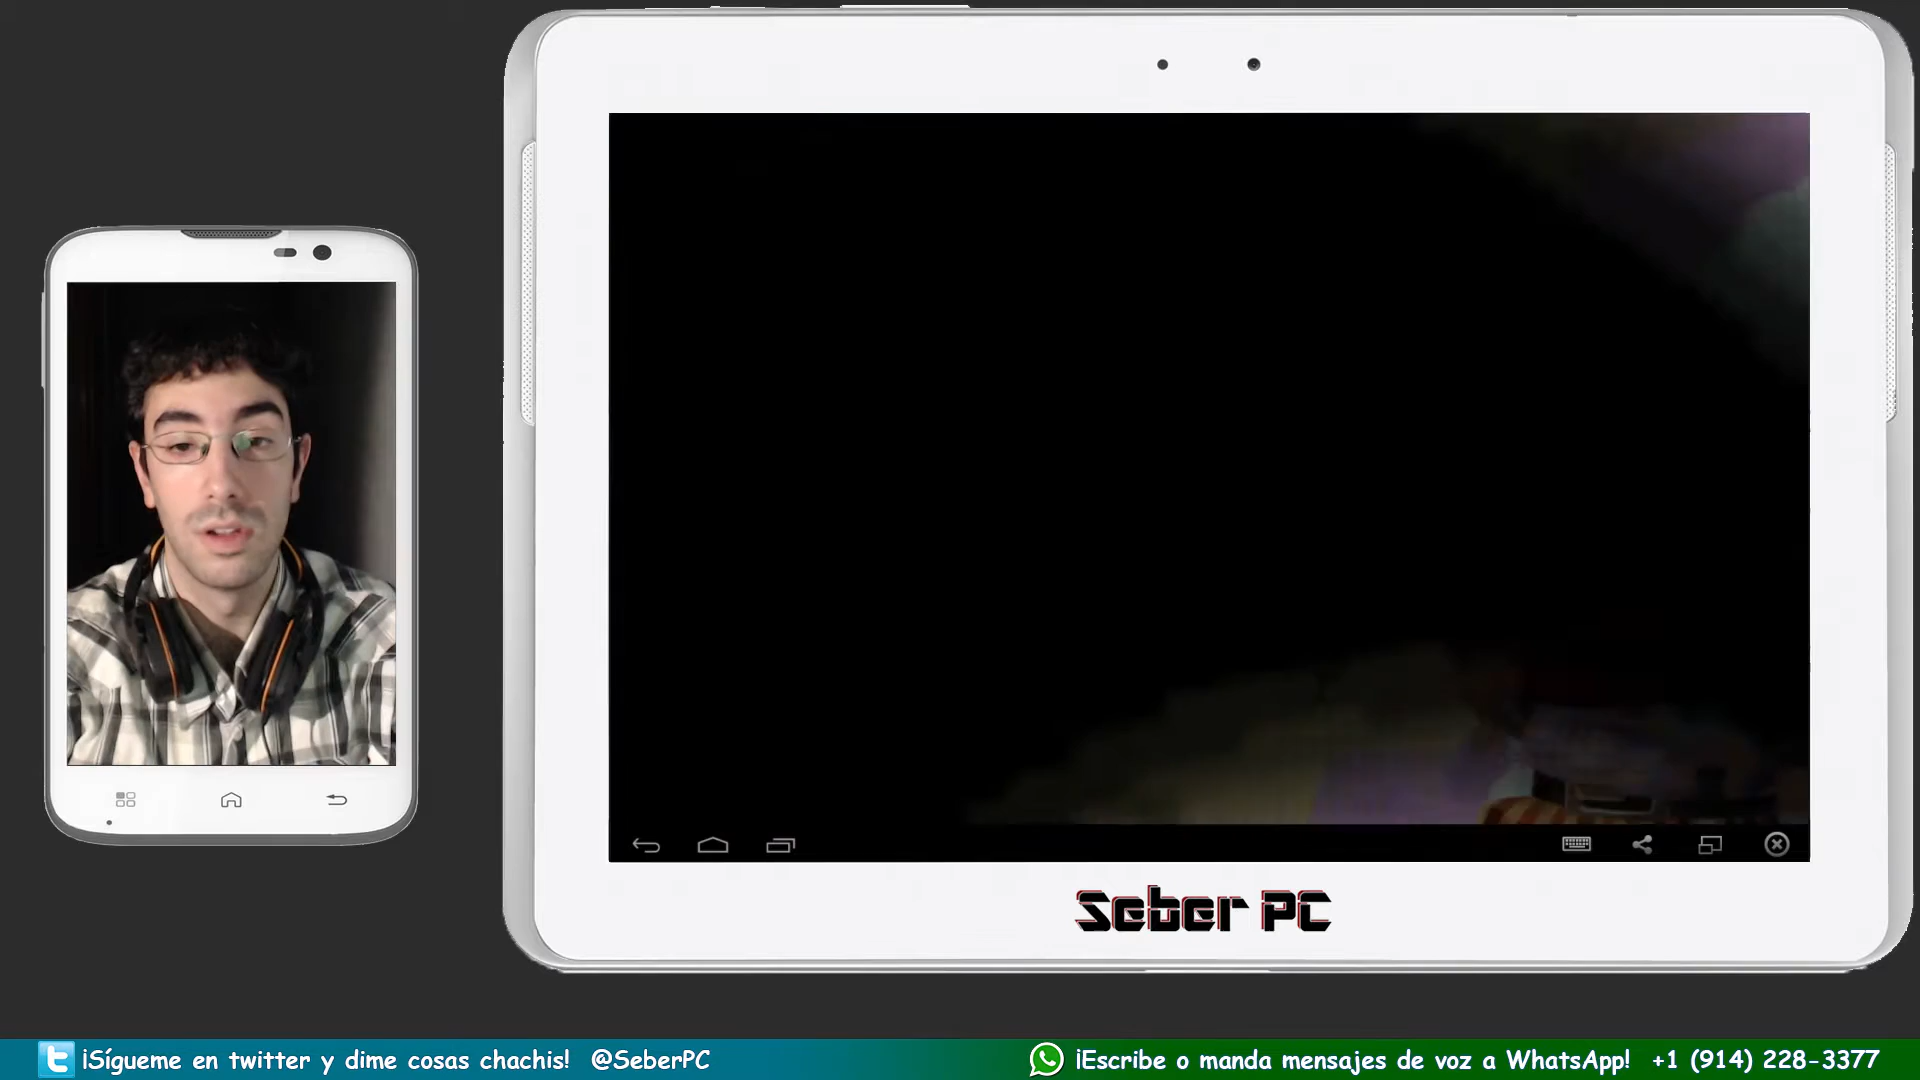 Seber PC
¡Sígueme en twitter y dime cosas chachis! @SeberPC
¡Escribe o manda mensajes de voz a WhatsApp! +1 (914) 228-3377